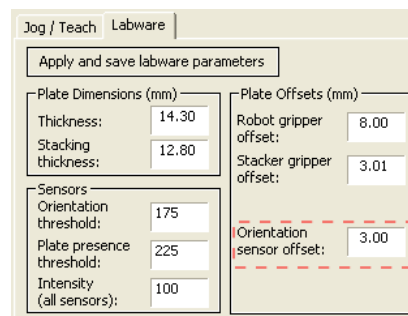 Jog / Teach
Labware
Apply and save labware parameters
Plate Dimensions (mm)
Thickness:
14.30
Stacking
thickness:
12.80
Sensors
Orientation
threshold:
175
Plate presence
threshold:
225
Intensity
(all sensors):
100
Plate Offsets (mm)
Robot gripper
offset:
8.00
Stacker gripper
offset:
3.01
Orientation
sensor offset:
3.00